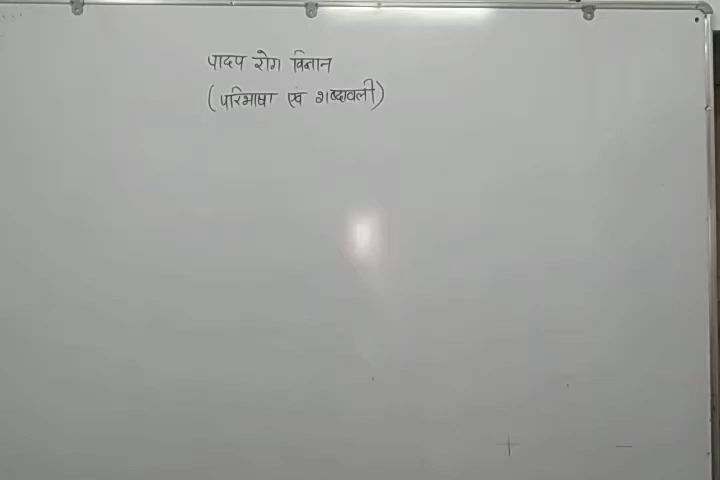 पादप रोग विज्ञान
(परिभाषा एवं शब्दावली)
+ −